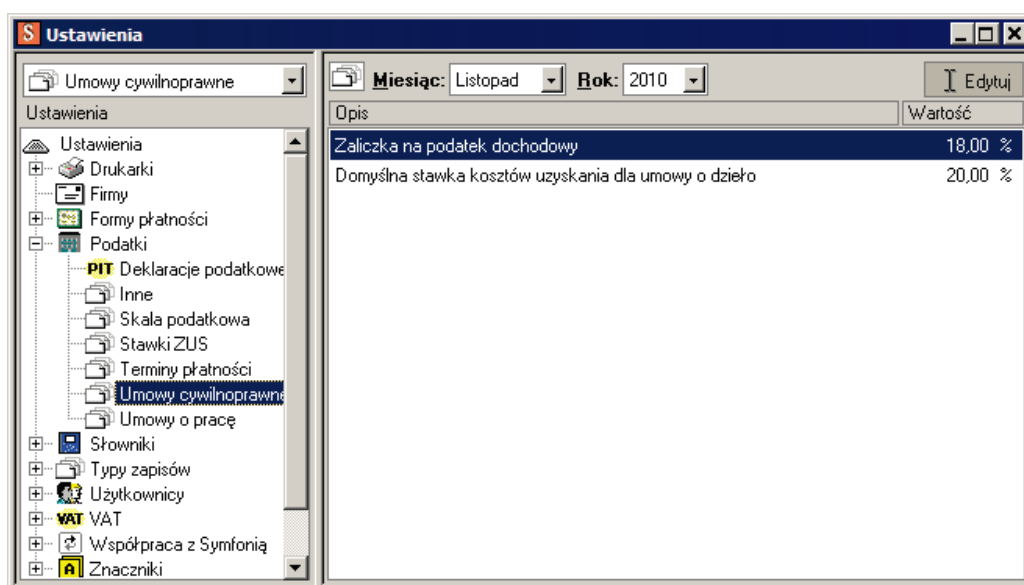 S Ustawienia
Umowy cywilnoprawne
Miesiąc: Listopad Rok: 2010 Edytuj
Ustawienia
Opis Wartość
Ustawienia
Drukarki
Firmy
Formy płatności
Podatki
PIT Deklaracje podatkowe
Inne
Skala podatkowa
Stawki ZUS
Terminy płatności
Umowy cywilnoprawne
Umowy o pracę
Słowniki
Typy zapisów
Użytkownicy
VAT VAT
Współpraca z Symfonią
A Znaczniki
Zaliczka na podatek dochodowy 18,00 %
Domyślna stawka kosztów uzyskania dla umowy o dzieło 20,00 %